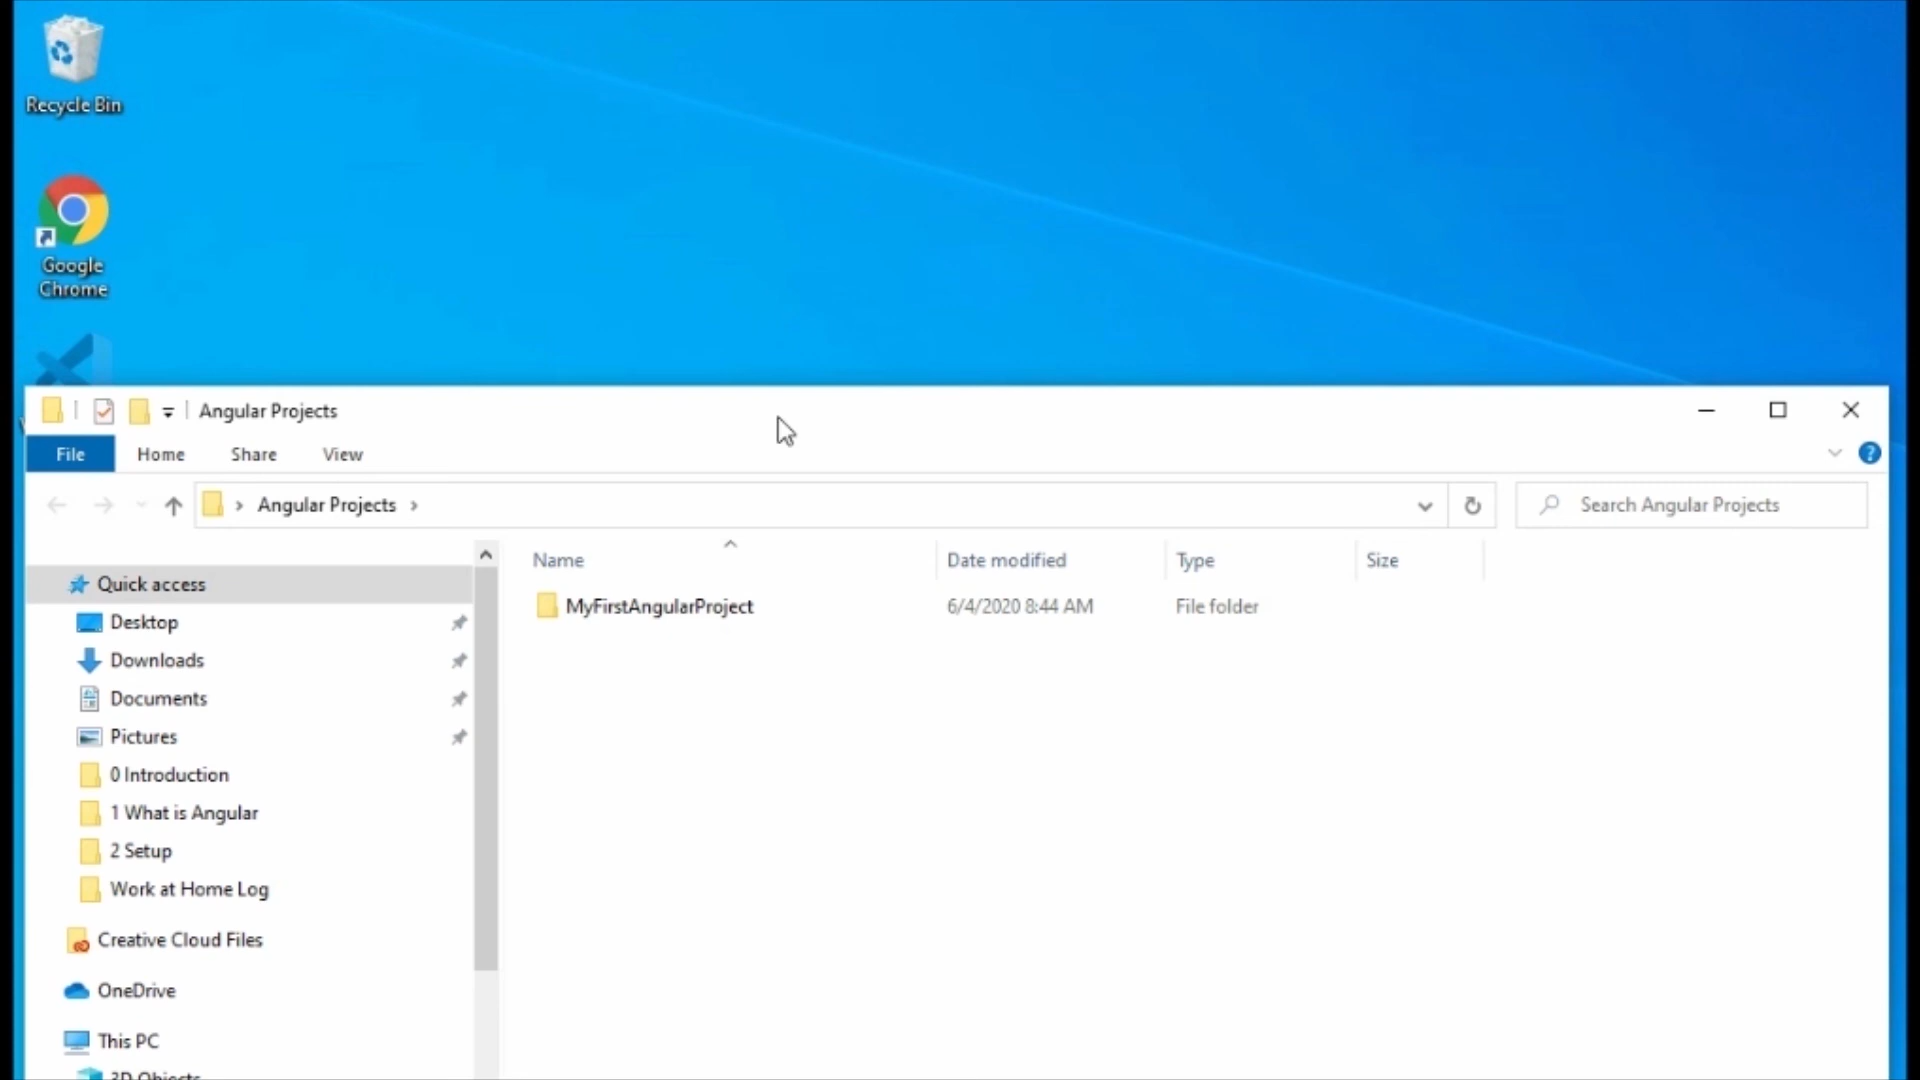 Recycle Bin
Google
Chrome
Angular Projects
File Home Share View
Angular Projects
Search Angular Projects
Name Date modified Type Size
Quick access
MyFirstAngularProject 6/4/2020 8:44 AM File folder
Desktop
Downloads
Documents
Pictures
0 Introduction
1 What is Angular
2 Setup
Work at Home Log
Creative Cloud Files
OneDrive
This PC
3D Objects